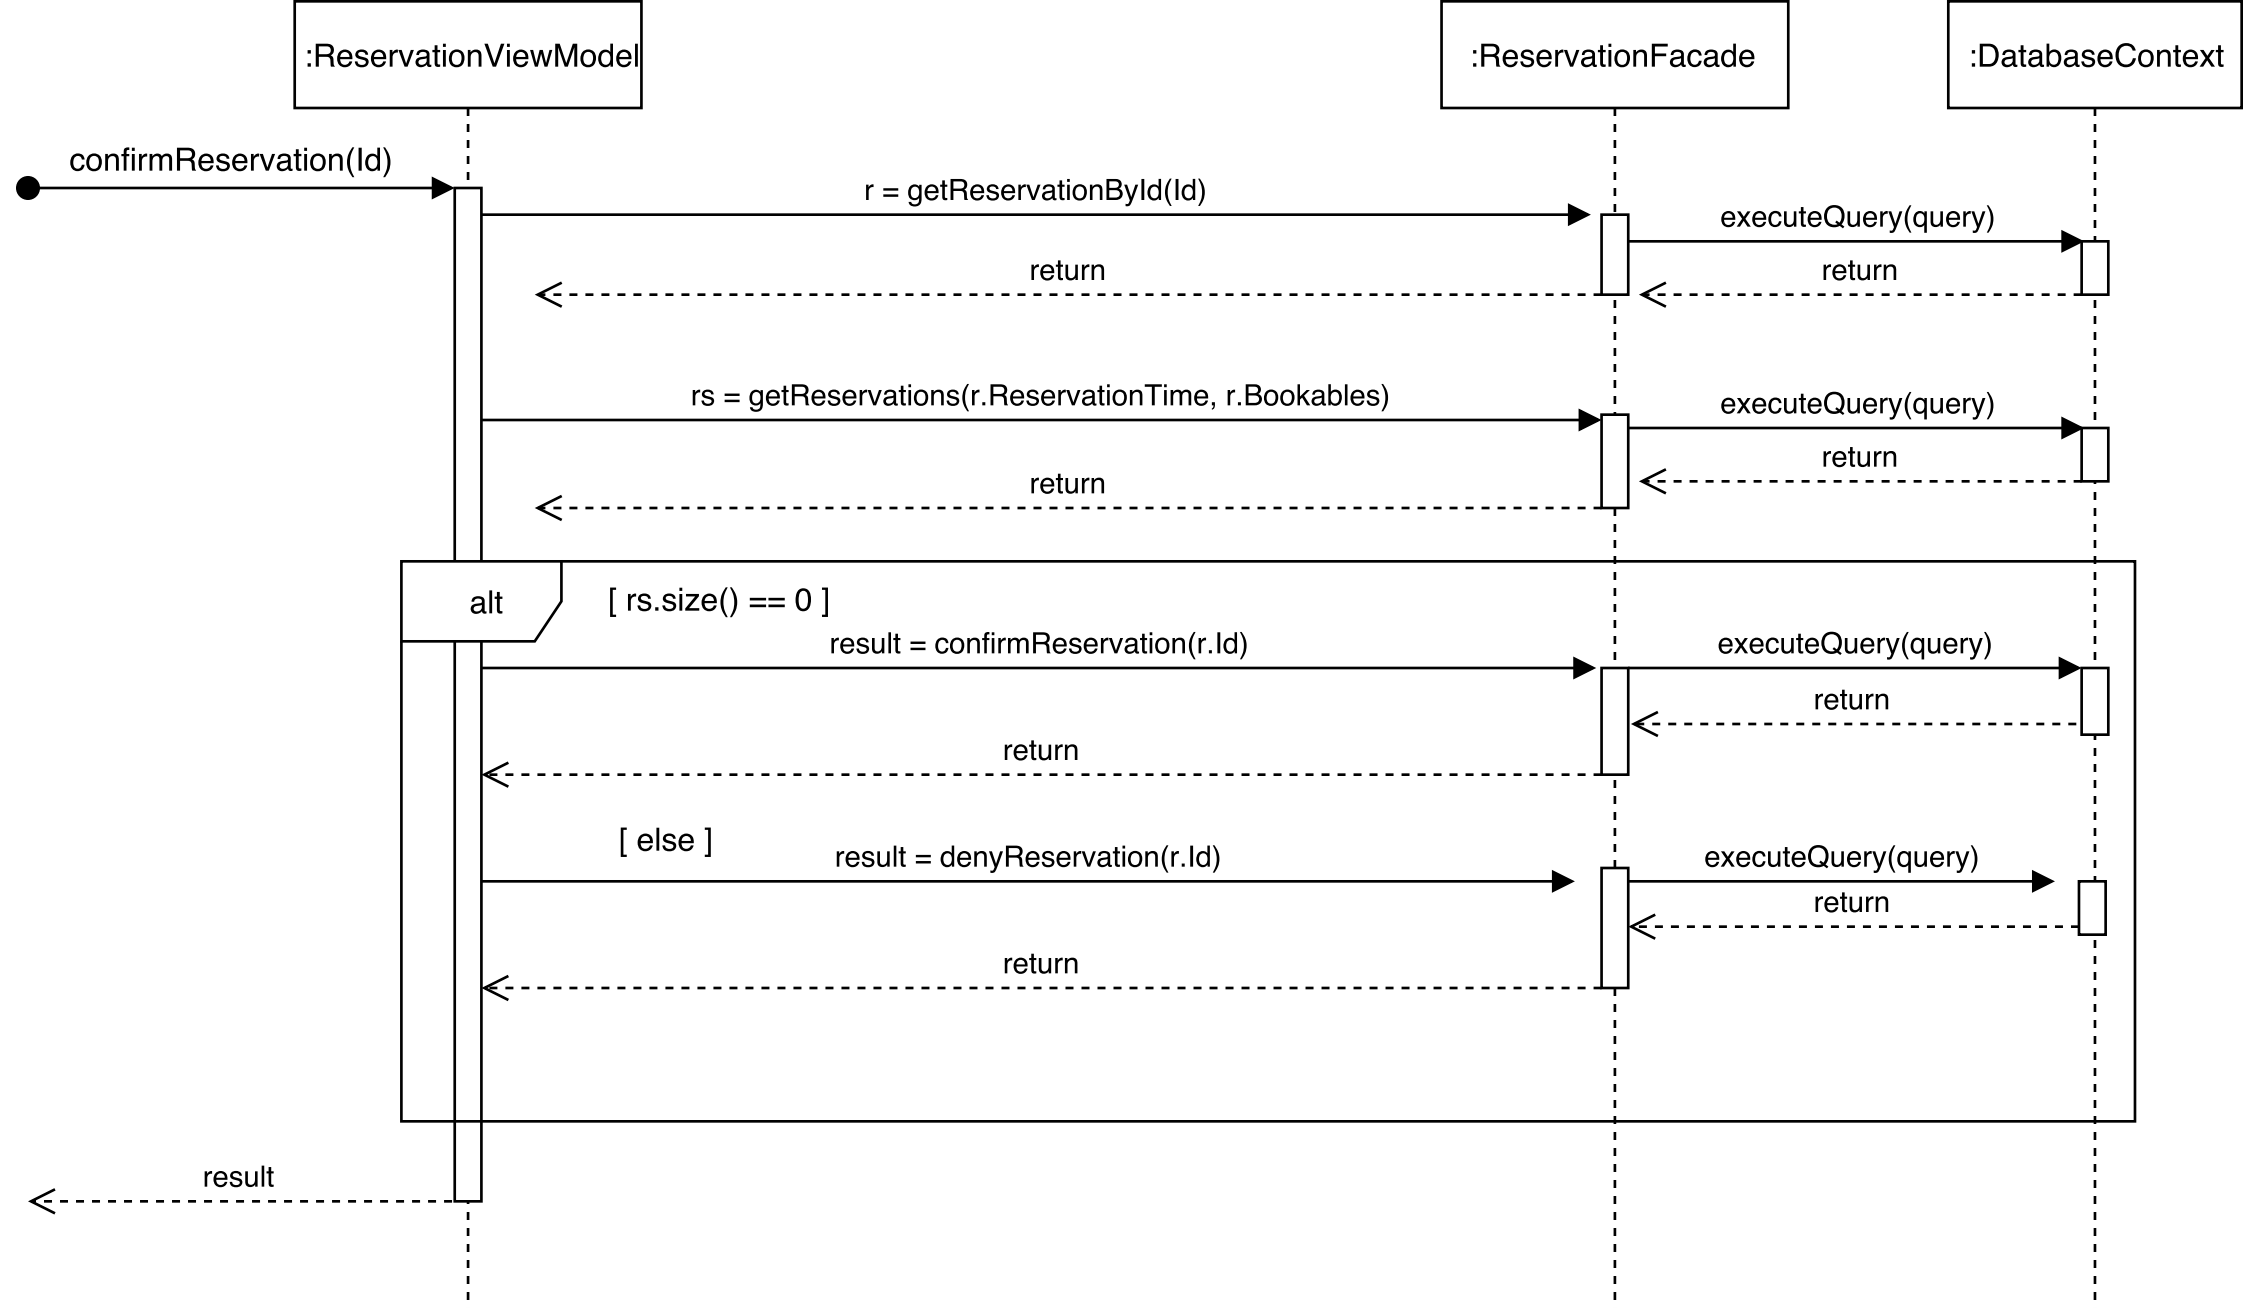 :ReservationViewModel
:ReservationFacade
:DatabaseContext
confirmReservation(Id)
r = getReservationById(Id)
executeQuery(query)
return
return
rs = getReservations(r.ReservationTime, r.Bookables)
executeQuery(query)
return
return
alt
[ rs.size() == 0 ]
result = confirmReservation(r.Id)
executeQuery(query)
return
return
[ else ]
result = denyReservation(r.Id)
executeQuery(query)
return
return
result